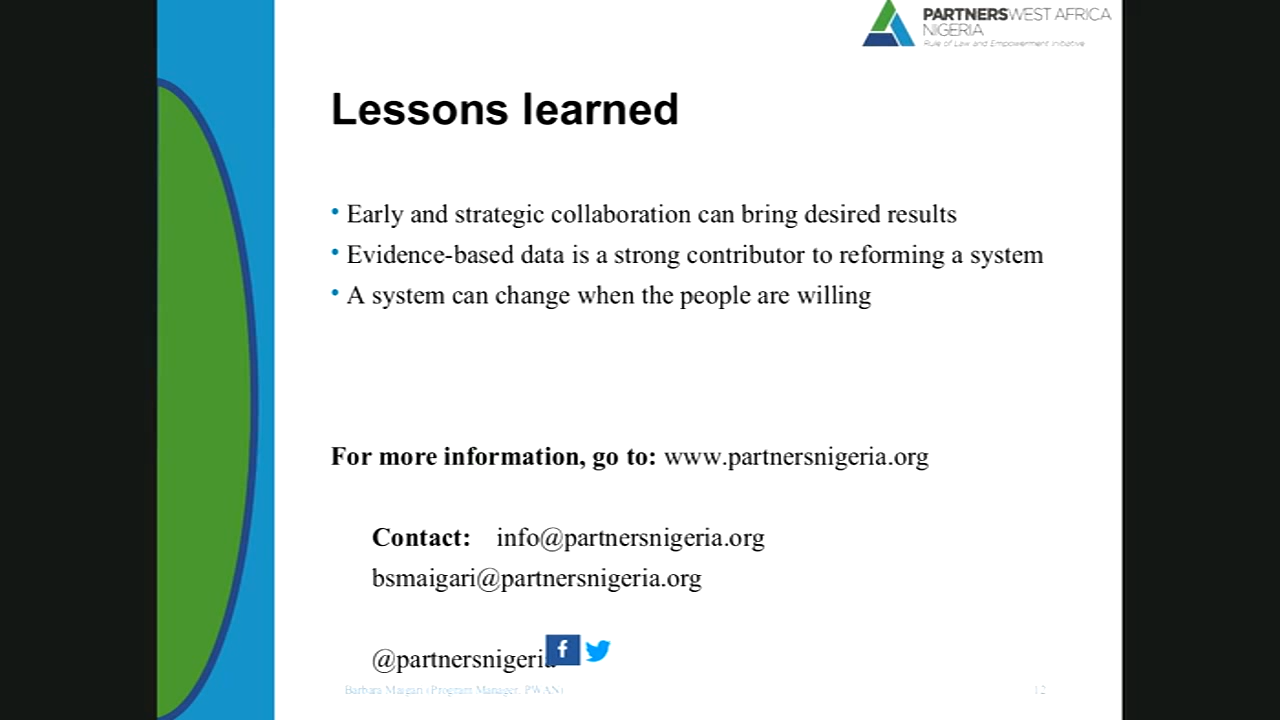 PARTNERSWEST AFRICA
NIGERIA
Rule of Law and Empowerment Initiative
Lessons learned
• Early and strategic collaboration can bring desired results
• Evidence-based data is a strong contributor to reforming a system
• A system can change when the people are willing
For more information, go to: www.partnersnigeria.org
Contact: info@partnersnigeria.org
bsmaigari@partnersnigeria.org
@partnersnigeria
Barbara Maigari (Program Manager, PWAN)
12